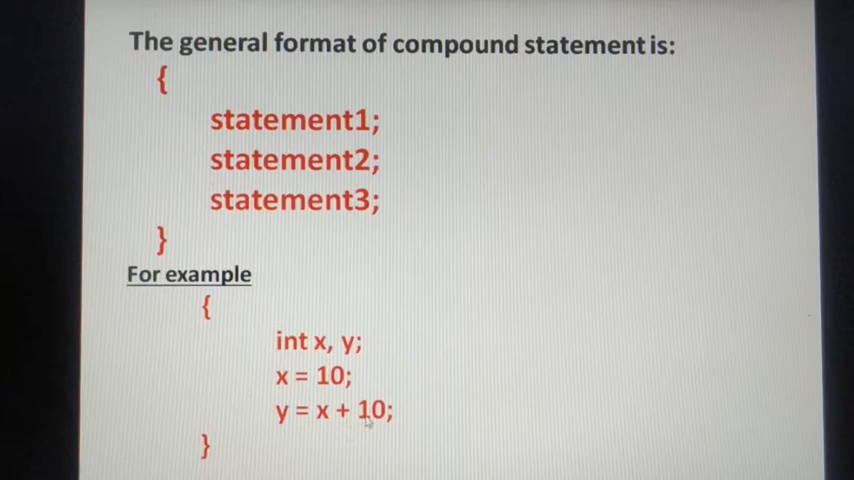 The general format of compound statement is:
{
statement1;
statement2;
statement3;
}
For example
{
int x, y;
x = 10;
y = x + 10;
}